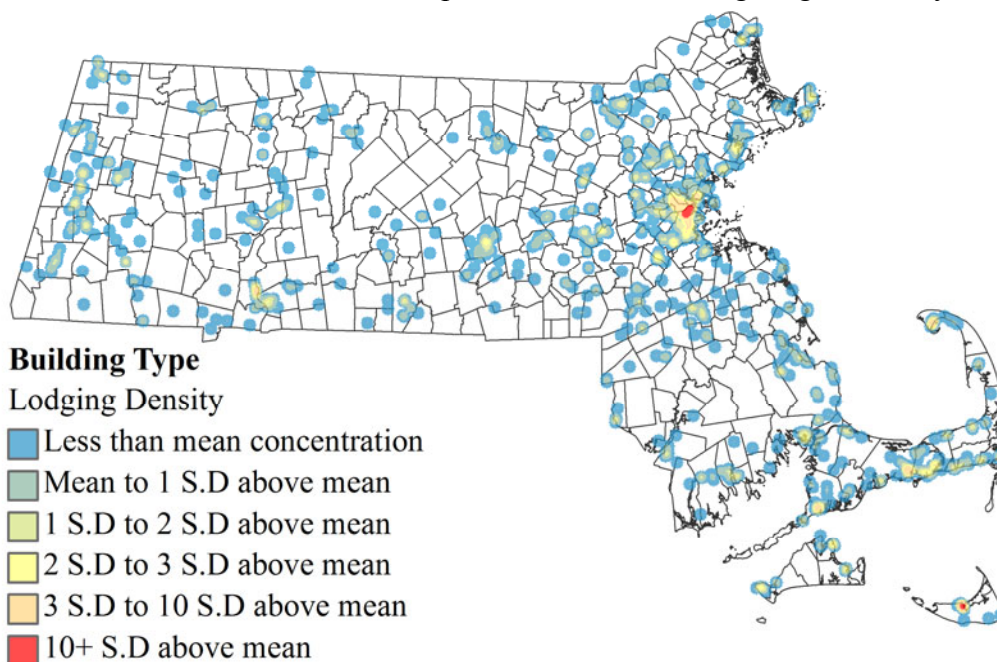 Building Type
Lodging Density
Less than mean concentration
Mean to 1 S.D above mean
1 S.D to 2 S.D above mean
2 S.D to 3 S.D above mean
3 S.D to 10 S.D above mean
10+ S.D above mean